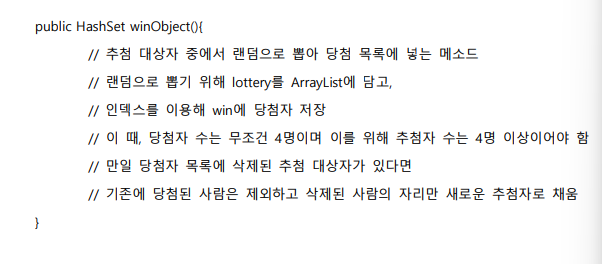 public HashSet winObject(){
// 추첨 대상자 중에서 랜덤으로 뽑아 당첨 목록에 넣는 메소드
// 랜덤으로 뽑기 위해 lottery를 ArrayList에 담고,
// 인덱스를 이용해 win에 당첨자 저장
// 이 때, 당첨자 수는 무조건 4명이며 이를 위해 추첨자 수는 4명 이상이어야 함
// 만일 당첨자 목록에 삭제된 추첨 대상자가 있다면
// 기존에 당첨된 사람은 제외하고 삭제된 사람의 자리만 새로운 추첨자로 채움
}